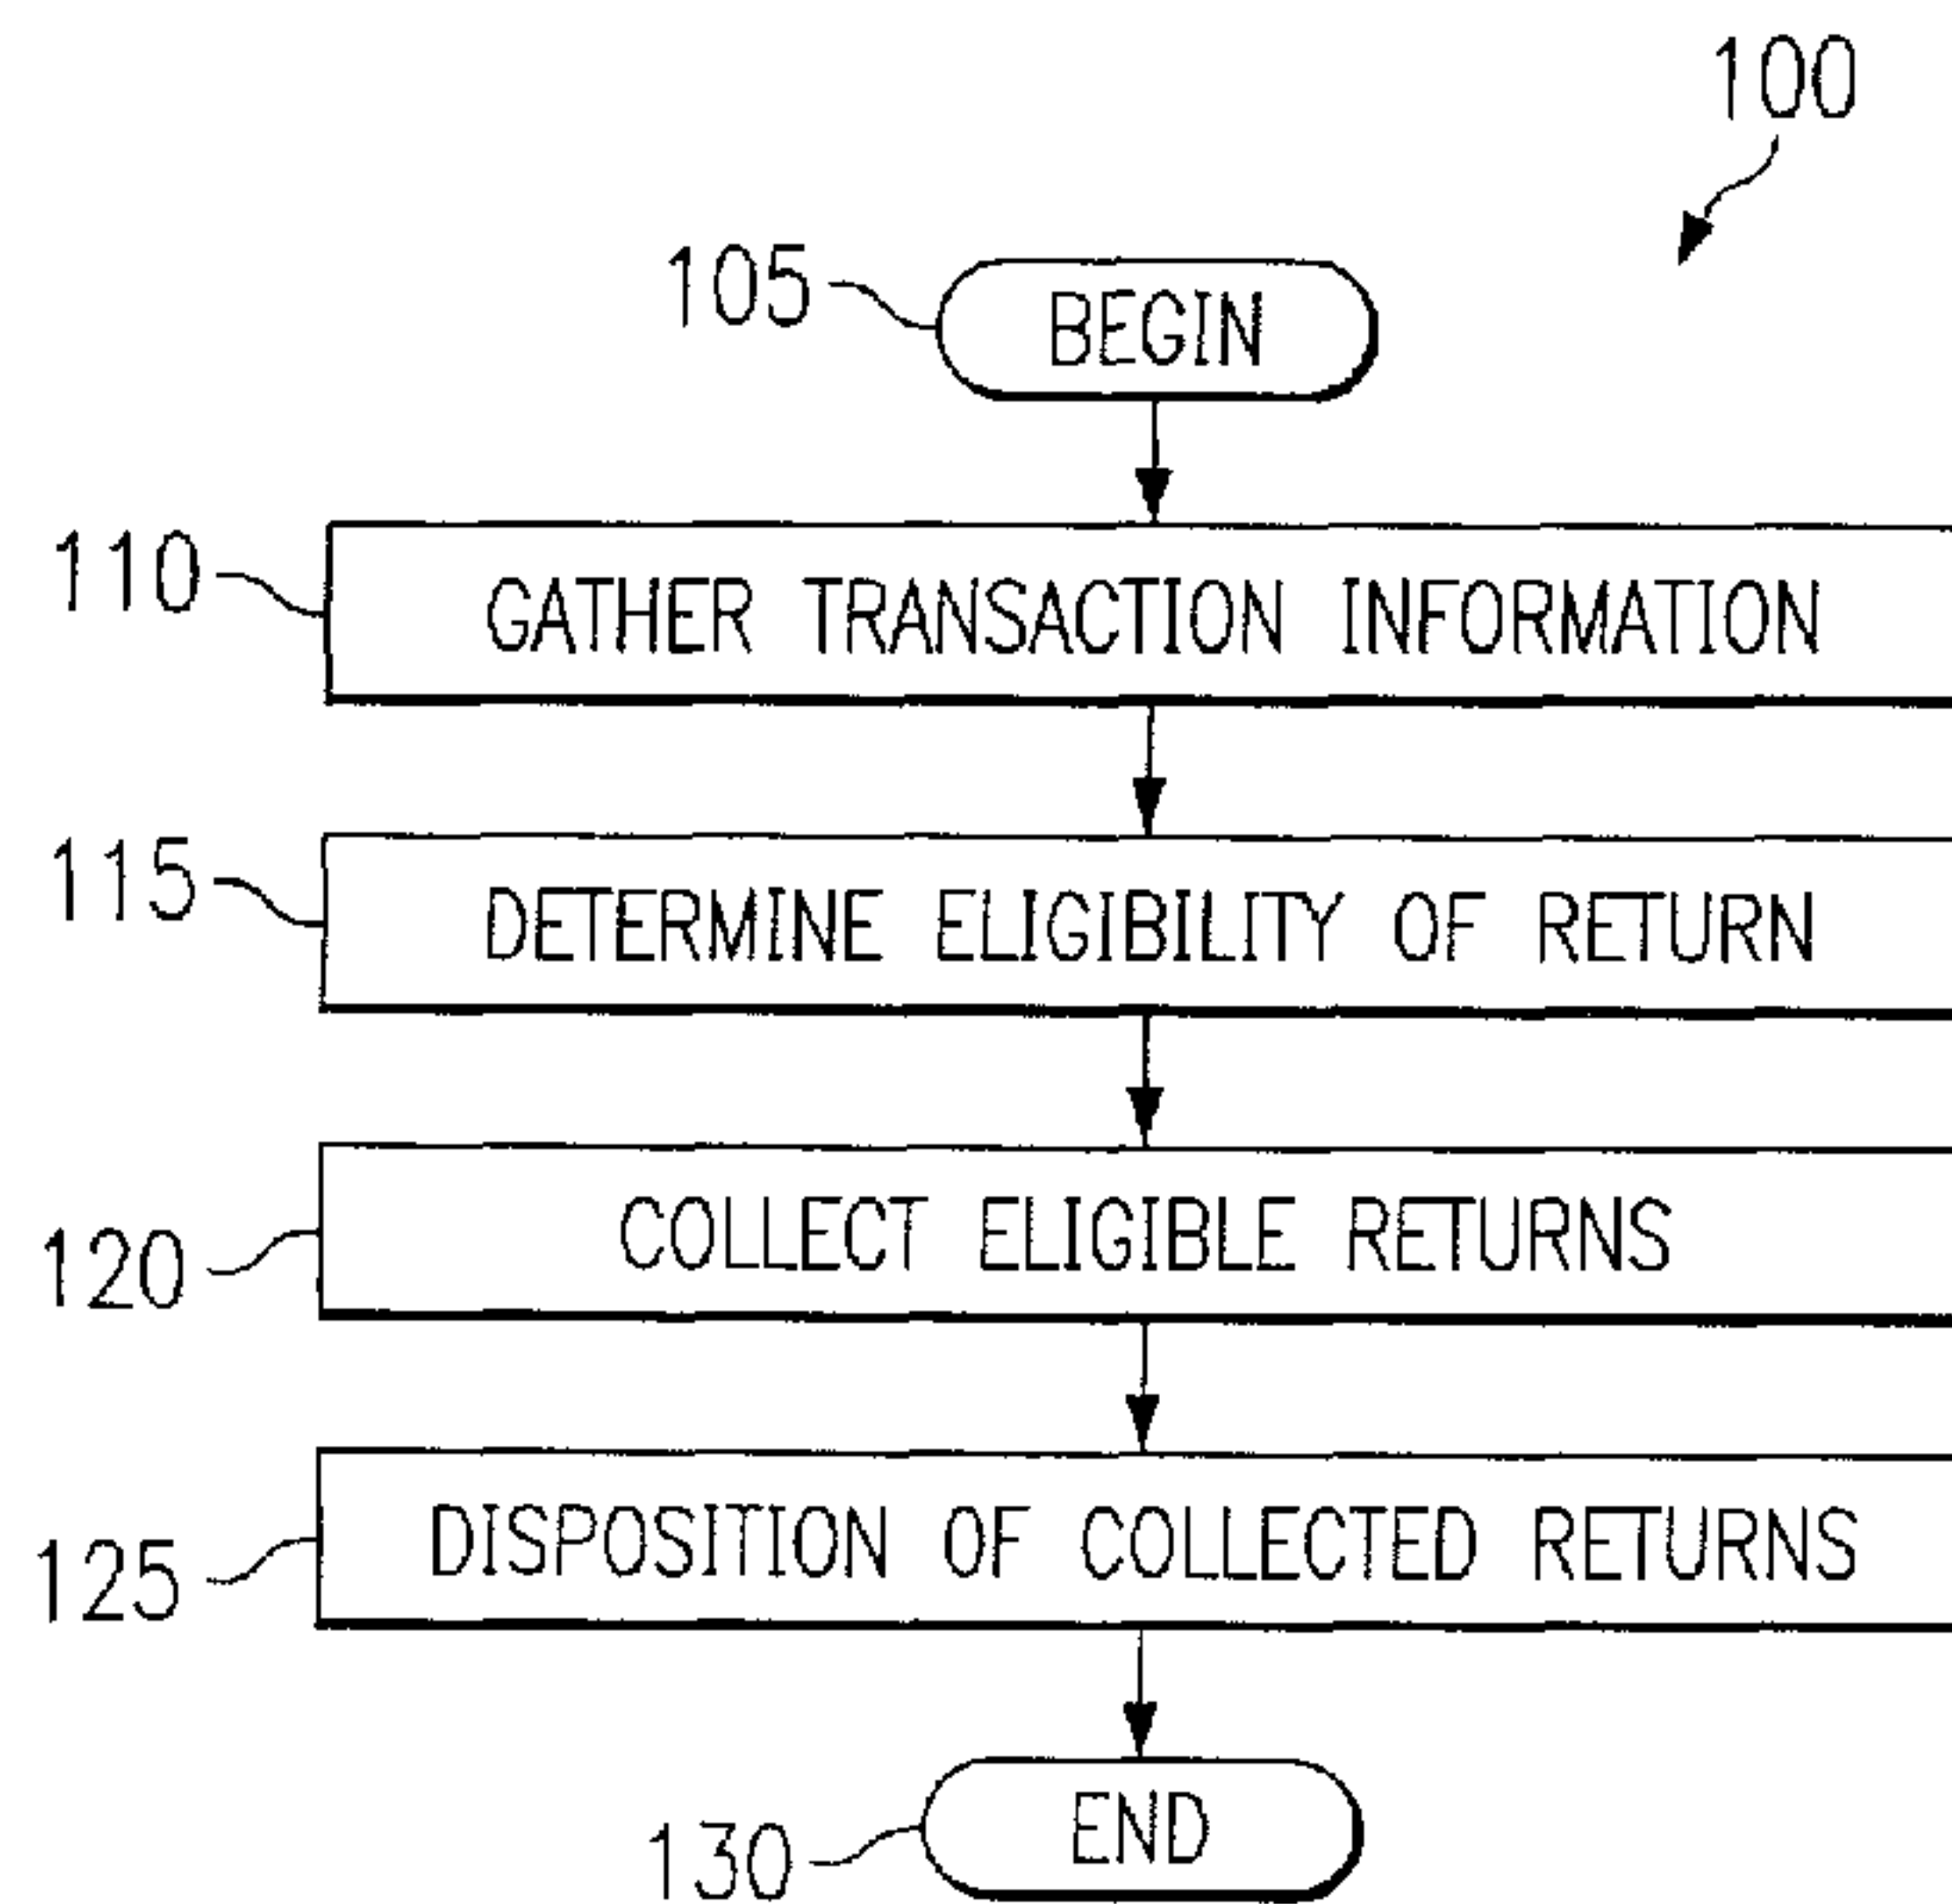 100
105
BEGIN
110
GATHER TRANSACTION INFORMATION
115
DETERMINE ELIGIBILITY OF RETURN
120
COLLECT ELIGIBLE RETURNS
125
DISPOSITION OF COLLECTED RETURNS
130
END